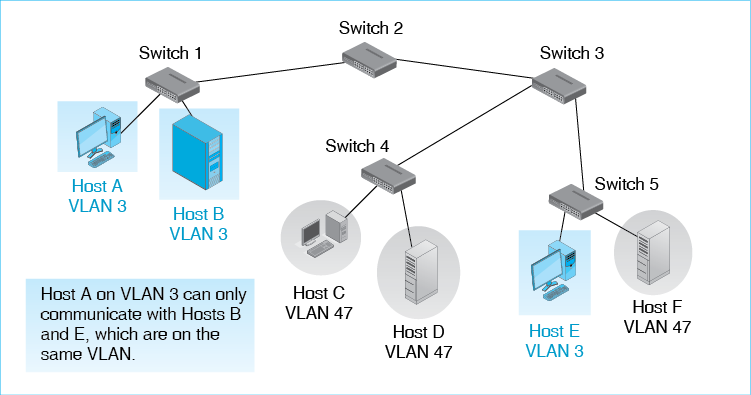 Switch 2
Switch 1
Switch 3
Switch 4
Switch 5
Host A
VLAN 3
Host B
VLAN 3
Host C
VLAN 47
Host D
VLAN 47
Host E
VLAN 3
Host F
VLAN 47
Host A on VLAN 3 can only
communicate with Hosts B
and E, which are on the
same VLAN.